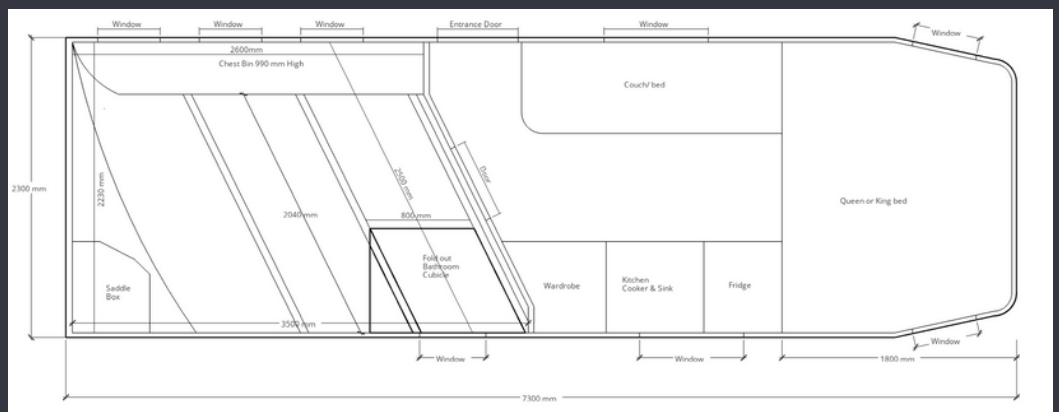 Window
Window
Window
Entrance Door
Window
Window
2600mm
Chest Bin 990 mm High
Couch/ bed
Door
2300 mm
2230 mm
2500 mm
2040 mm
800 mm
Queen or King bed
Fold out
Bathroom
Cubicle
Saddle
Box
Wardrobe
Kitchen
Cooker & Sink
Fridge
3500 mm
Window
Window
Window
1800 mm
7300 mm